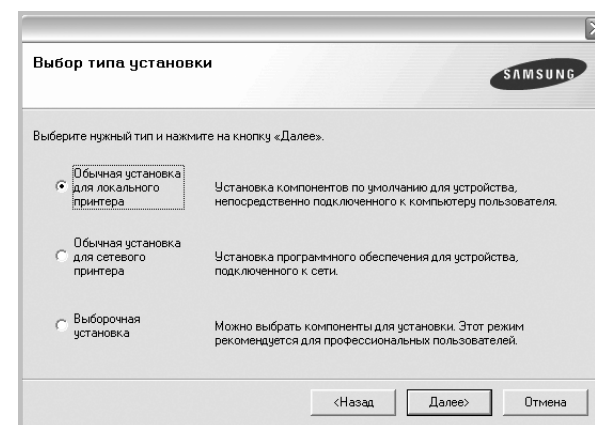 Выбор типа установки
SAMSUNG
Выберите нужный тип и нажмите на кнопку «Далее».
Обычная установка
для локального
принтера
Установка компонентов по умолчанию для устройства,
непосредственно подключенного к компьютеру пользователя.
Обычная установка
для сетевого
принтера
Установка программного обеспечения для устройства,
подключенного к сети.
Выборочная
установка
Можно выбрать компоненты для установки. Этот режим
рекомендуется для профессиональных пользователей.
<Назад
Далее>
Отмена